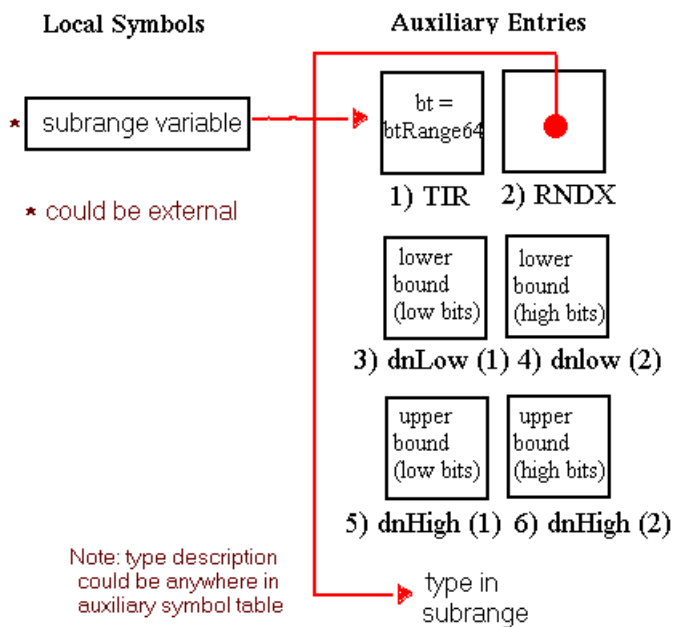 Local Symbols
Auxiliary Entries
* subrange variable
bt =
btRange64
1) TIR
2) RNDX
* could be external
lower
bound
(low bits)
lower
bound
(high bits)
3) dnLow (1)
4) dnlow (2)
upper
bound
(low bits)
upper
bound
(high bits)
5) dnHigh (1)
6) dnHigh (2)
Note: type description
could be anywhere in
auxiliary symbol table
type in
subrange